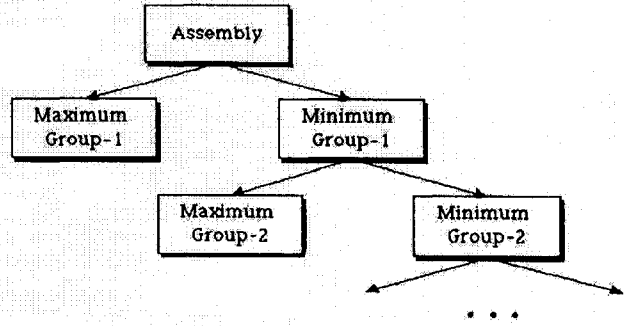 Assembly
Maximum
Group-1
Minimum
Group-1
Maximum
Group-2
Minimum
Group-2
. . .